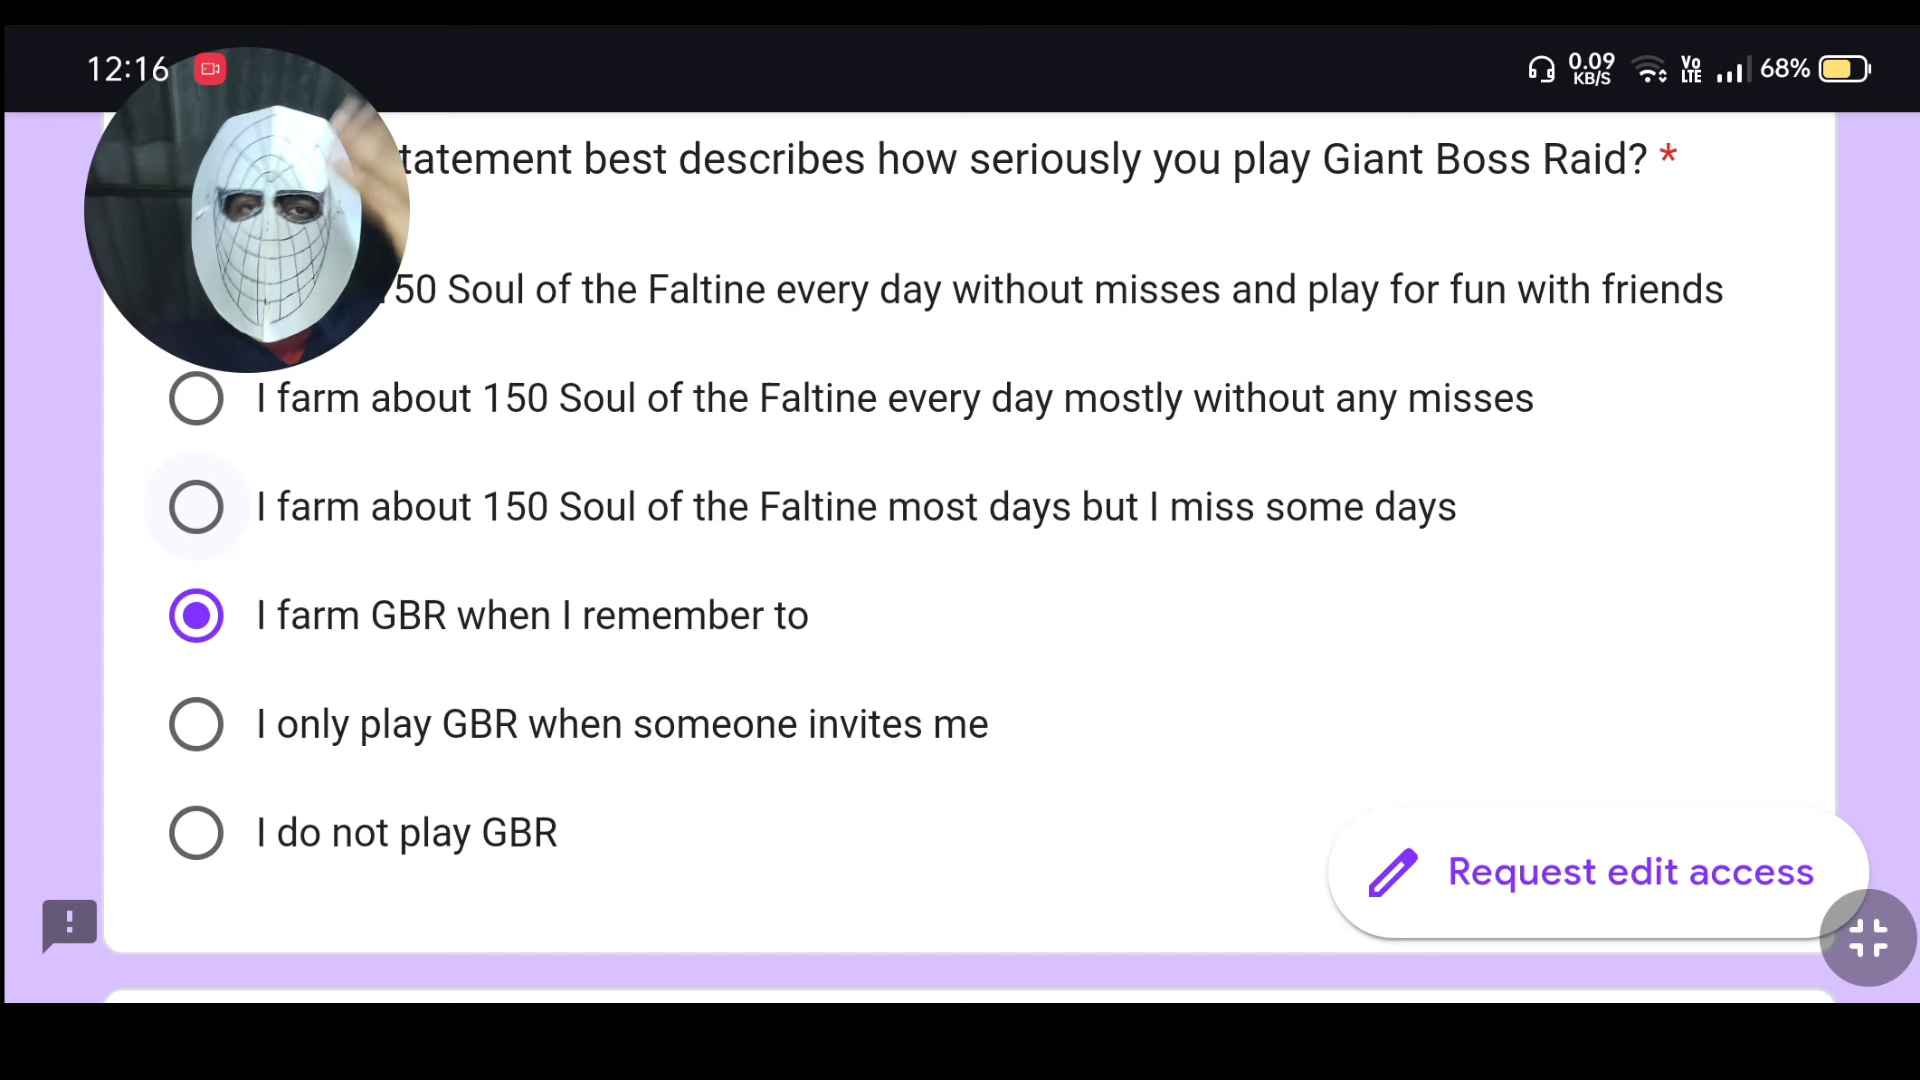 12:16
0.09
KB/S
Vo
LTE
68%
tatement best describes how seriously you play Giant Boss Raid? *
50 Soul of the Faltine every day without misses and play for fun with friends
I farm about 150 Soul of the Faltine every day mostly without any misses
I farm about 150 Soul of the Faltine most days but I miss some days
I farm GBR when I remember to
I only play GBR when someone invites me
I do not play GBR
Request edit access